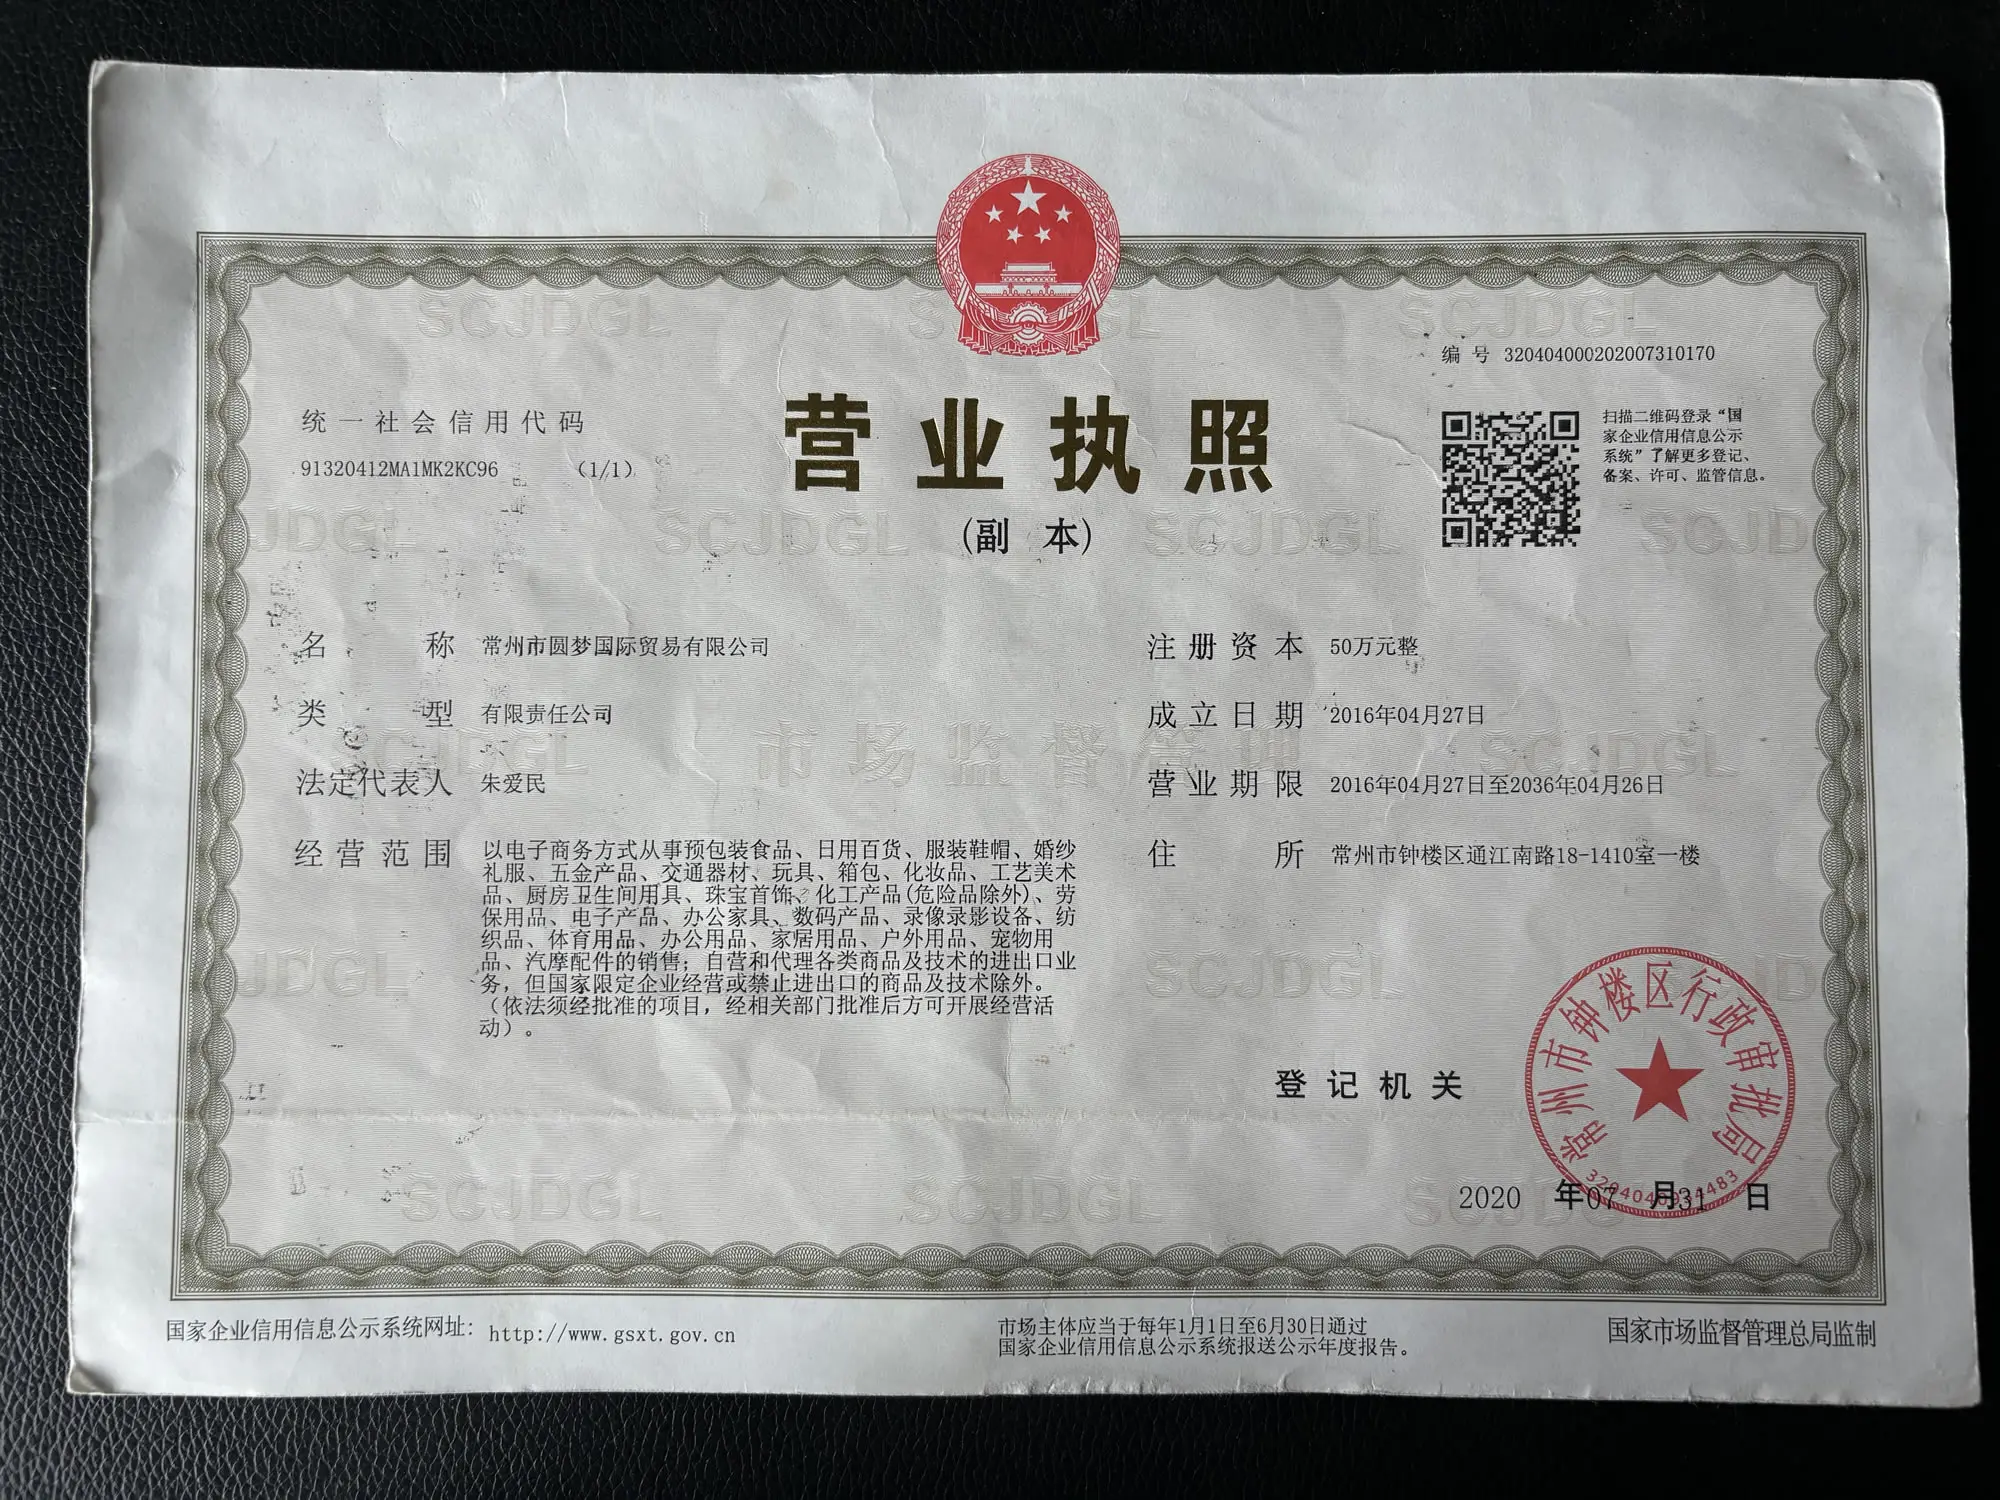 编 号 320404000202007310170
统一社会信用代码
91320412MA1MK2KC96 (1/1)
营业执照
(副 本)
扫描二维码登录“国
家企业信用信息公示
系统”了解更多登记、
备案、许可、监管信息。
名 称 常州市圆梦国际贸易有限公司
类 型 有限责任公司
法定代表人 朱爱民
经营范围 以电子商务方式从事预包装食品、日用百货、服装鞋帽、婚纱
礼服、五金产品、交通器材、玩具、箱包、化妆品、工艺美术
品、厨房卫生间用具、珠宝首饰、化工产品(危险品除外)、劳
保用品、电子产品、办公家具、数码产品、录像录影设备、纺
织品、体育用品、办公用品、家居用品、户外用品、宠物用
品、汽摩配件的销售；自营和代理各类商品及技术的进出口业
务，但国家限定企业经营或禁止进出口的商品及技术除外。
（依法须经批准的项目，经相关部门批准后方可开展经营活
动）。
注册资本 50万元整
成立日期 2016年04月27日
营业期限 2016年04月27日至2036年04月26日
住 所 常州市钟楼区通江南路18-1410室一楼
登记机关
常州市钟楼区行政审批局
2020 年07 月31 日
国家企业信用信息公示系统网址： http://www.gsxt.gov.cn
市场主体应当于每年1月1日至6月30日通过
国家企业信用信息公示系统报送公示年度报告。
国家市场监督管理总局监制